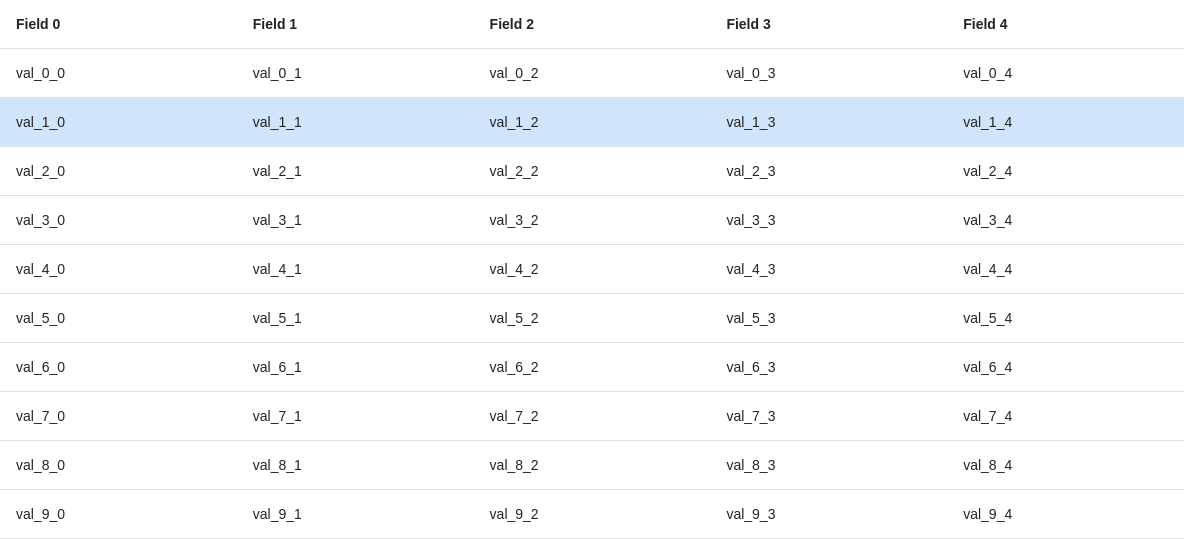 Field 0 Field 1 Field 2 Field 3 Field 4
val_0_0 val_0_1 val_0_2 val_0_3 val_0_4
val_1_0 val_1_1 val_1_2 val_1_3 val_1_4
val_2_0 val_2_1 val_2_2 val_2_3 val_2_4
val_3_0 val_3_1 val_3_2 val_3_3 val_3_4
val_4_0 val_4_1 val_4_2 val_4_3 val_4_4
val_5_0 val_5_1 val_5_2 val_5_3 val_5_4
val_6_0 val_6_1 val_6_2 val_6_3 val_6_4
val_7_0 val_7_1 val_7_2 val_7_3 val_7_4
val_8_0 val_8_1 val_8_2 val_8_3 val_8_4
val_9_0 val_9_1 val_9_2 val_9_3 val_9_4